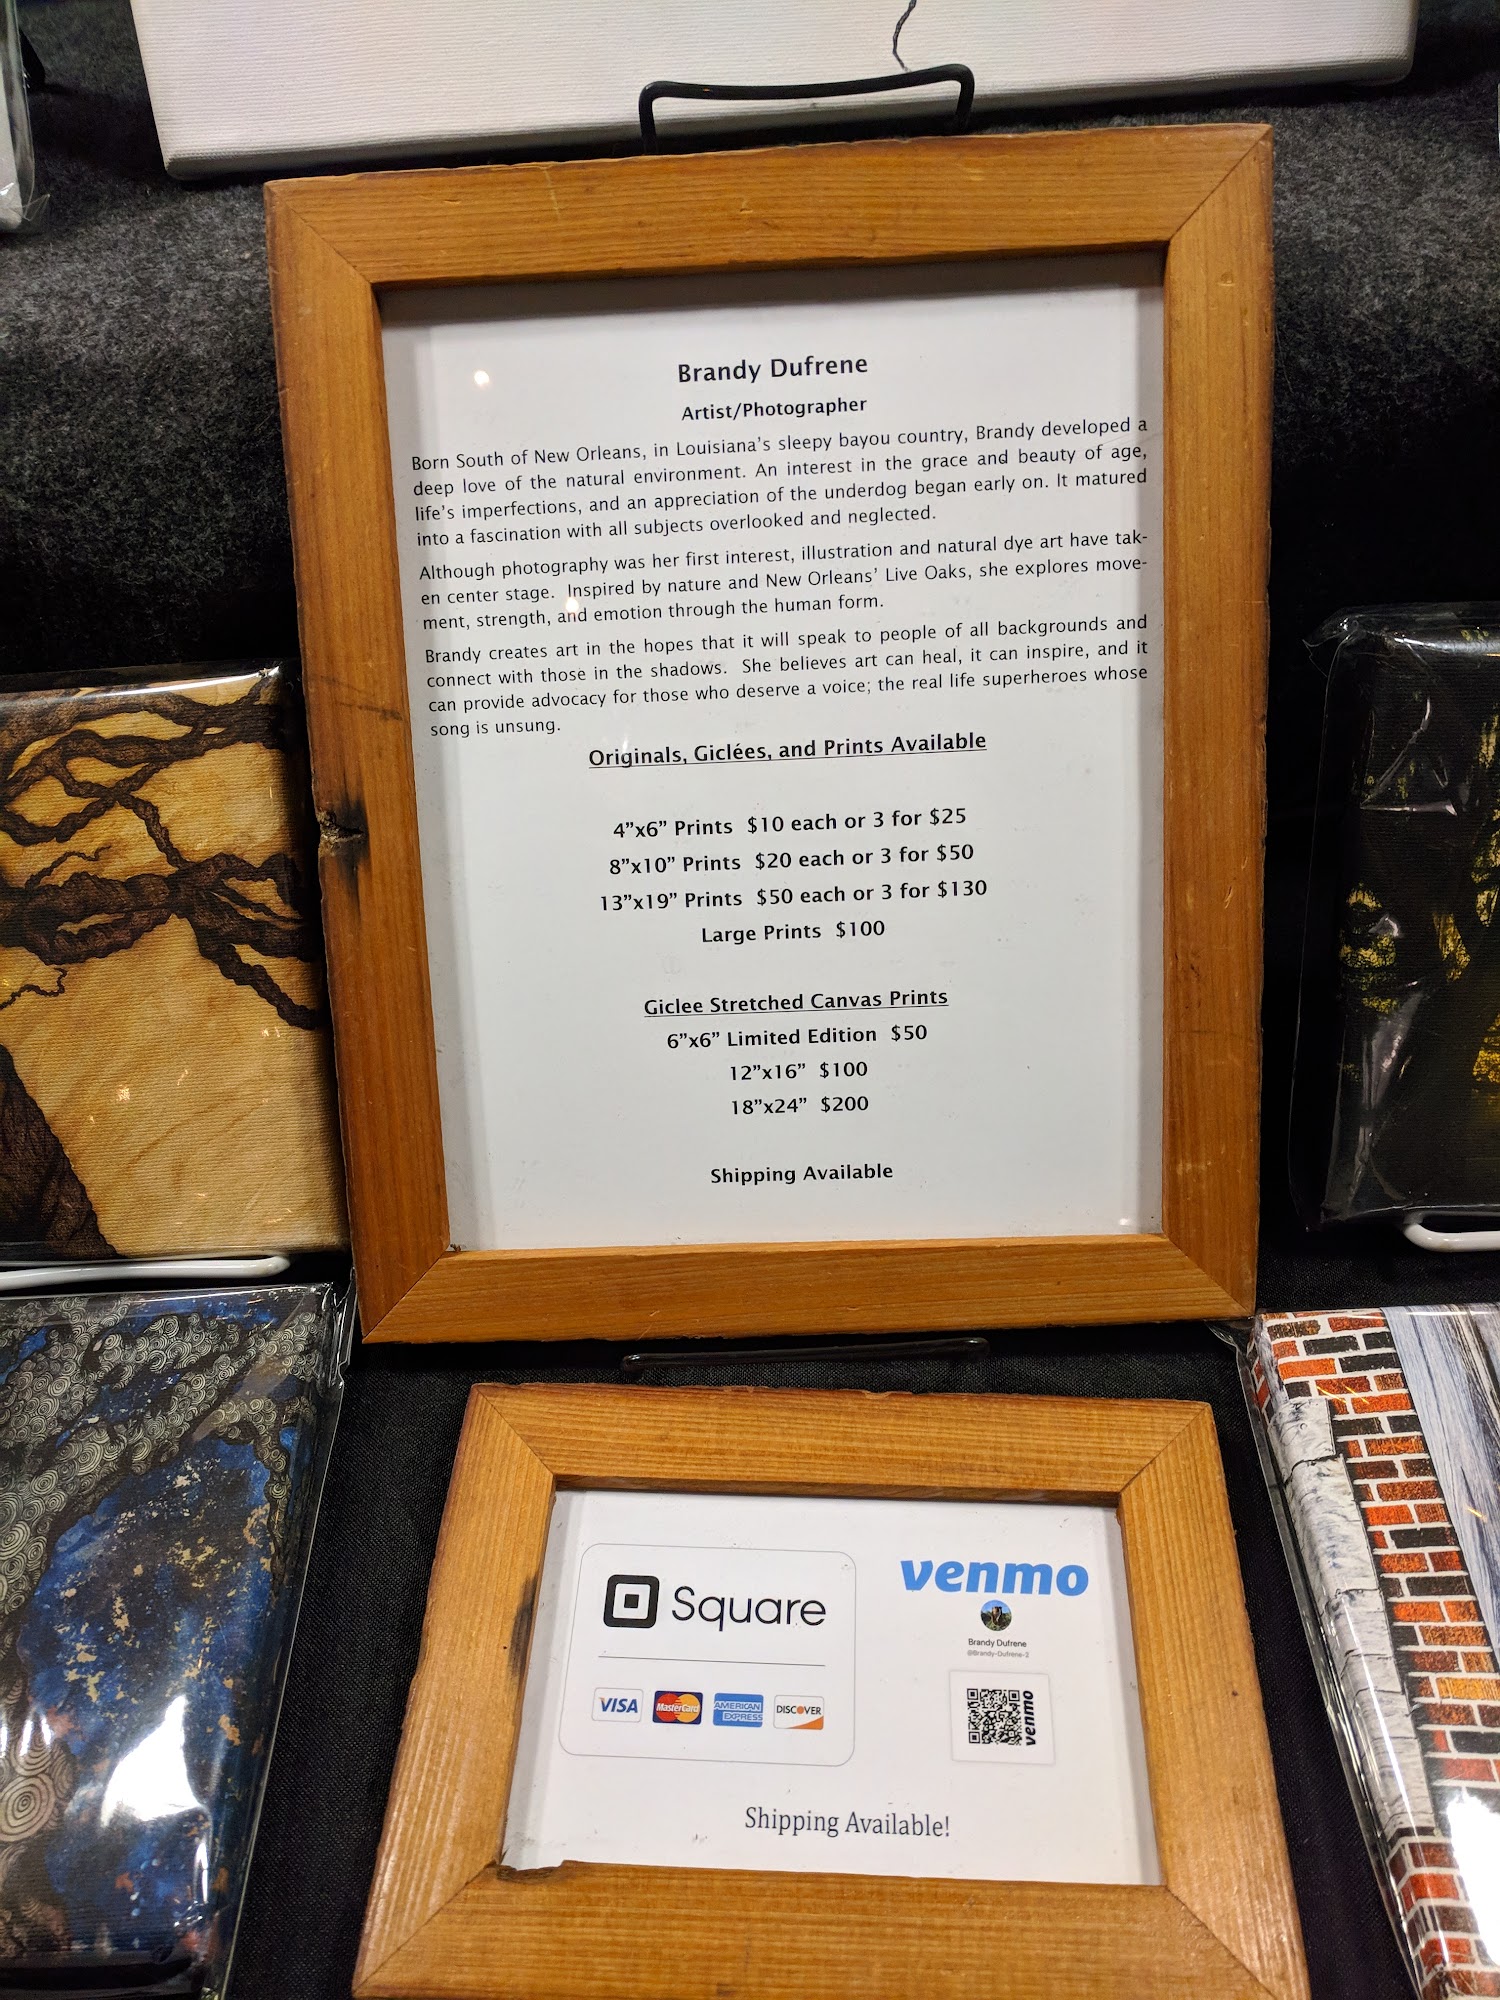 Brandy Dufrene
Artist/Photographer
Born South of New Orleans, in Louisiana's sleepy bayou country, Brandy developed a
deep love of the natural environment. An interest in the grace and beauty of age,
life's imperfections, and an appreciation of the underdog began early on. It matured
into a fascination with all subjects overlooked and neglected.
Although photography was her first interest, illustration and natural dye art have tak-
en center stage. Inspired by nature and New Orleans' Live Oaks, she explores move-
ment, strength, and emotion through the human form.
Brandy creates art in the hopes that it will speak to people of all backgrounds and
connect with those in the shadows. She believes art can heal, it can inspire, and it
can provide advocacy for those who deserve a voice; the real life superheroes whose
song is unsung.
Originals, Giclées, and Prints Available
4"x6" Prints $10 each or 3 for $25
8"x10" Prints $20 each or 3 for $50
13"x19" Prints $50 each or 3 for $130
Large Prints $100
Giclee Stretched Canvas Prints
6"x6" Limited Edition $50
12"x16" $100
18"x24" $200
Shipping Available
Square
VISA MasterCard AMERICAN EXPRESS DISCOVER
venmo
Brandy Dufrene
@Brandy-Dufrene-2
venmo
Shipping Available!